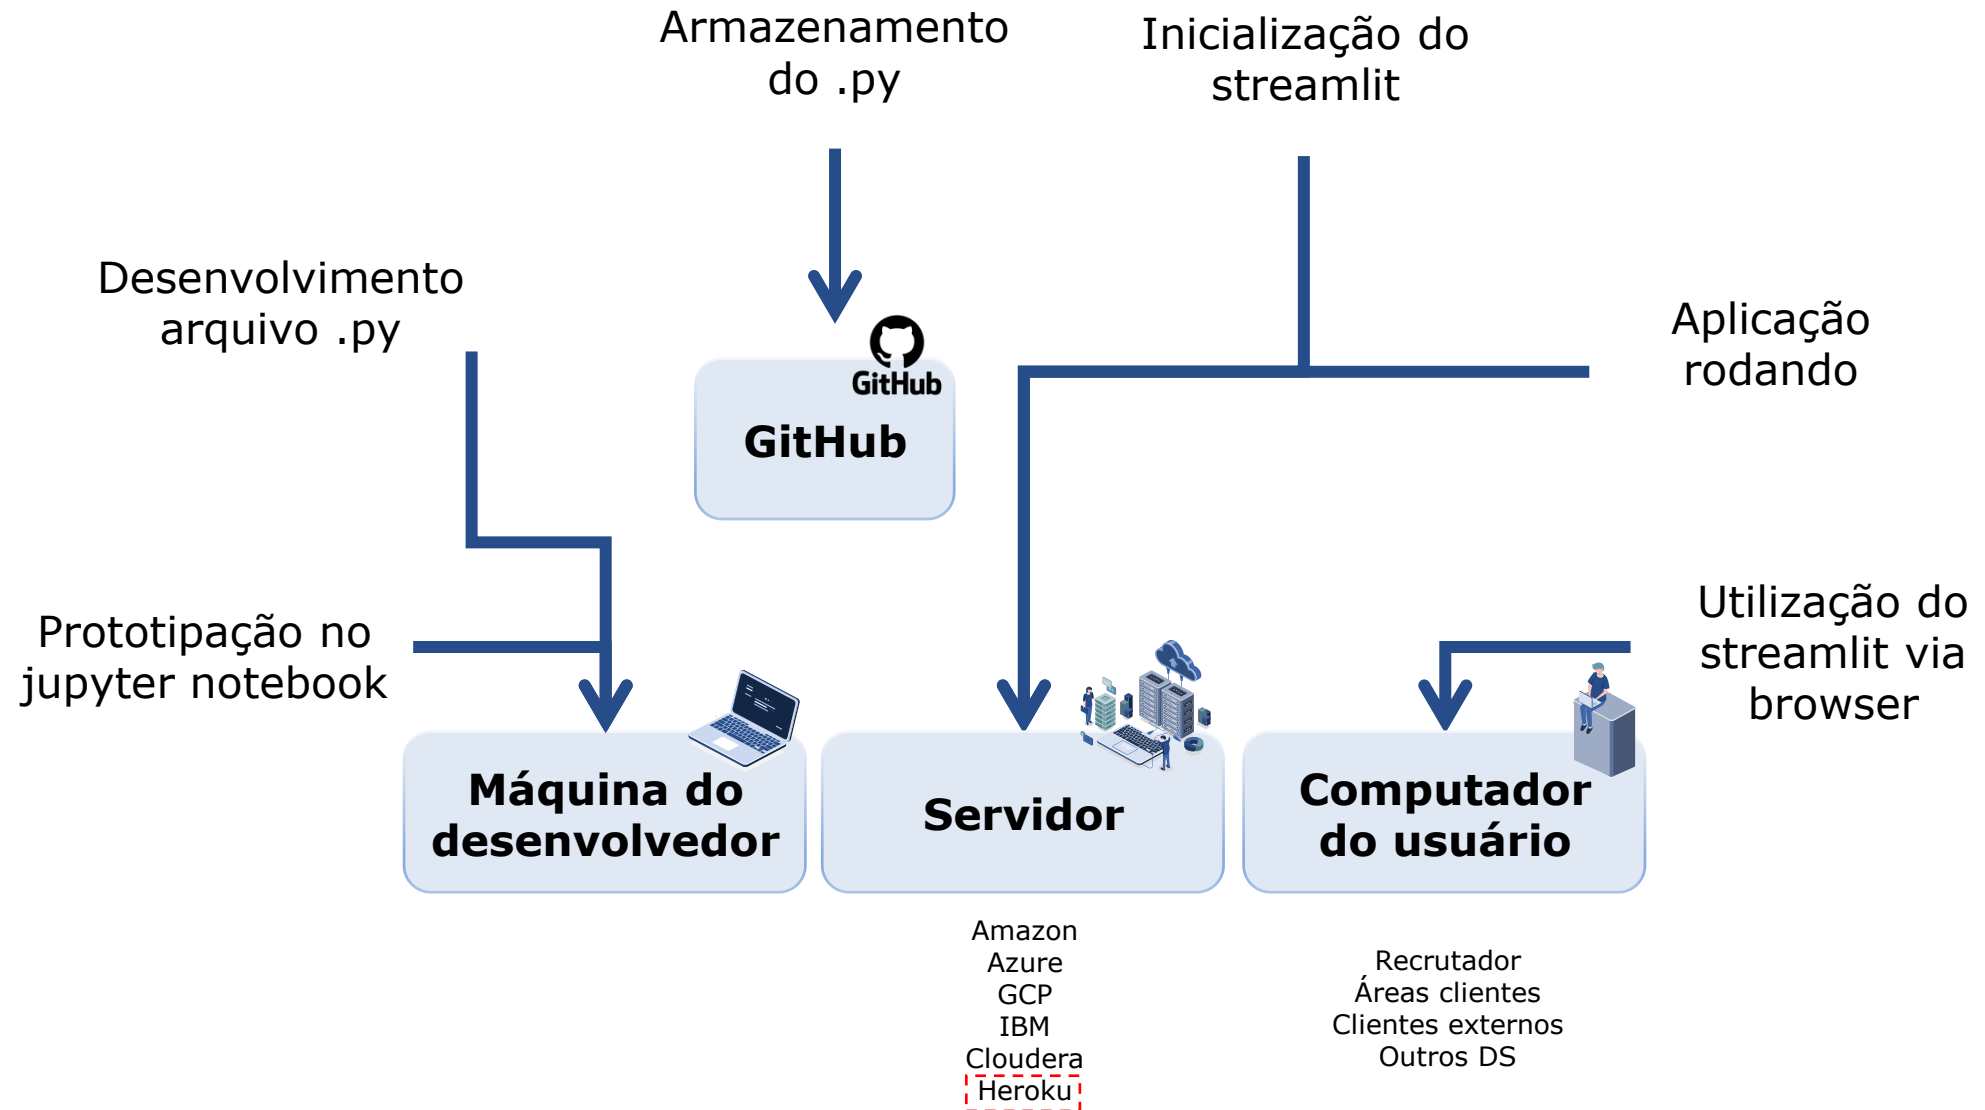 Armazenamento
do .py
Inicialização do
streamlit
Desenvolvimento
arquivo .py
Aplicação
rodando
GitHub
GitHub
Prototipação no
jupyter notebook
Utilização do
streamlit via
browser
Máquina do
desenvolvedor
Servidor
Computador
do usuário
Amazon
Azure
GCP
IBM
Cloudera
Heroku
Recrutador
Áreas clientes
Clientes externos
Outros DS